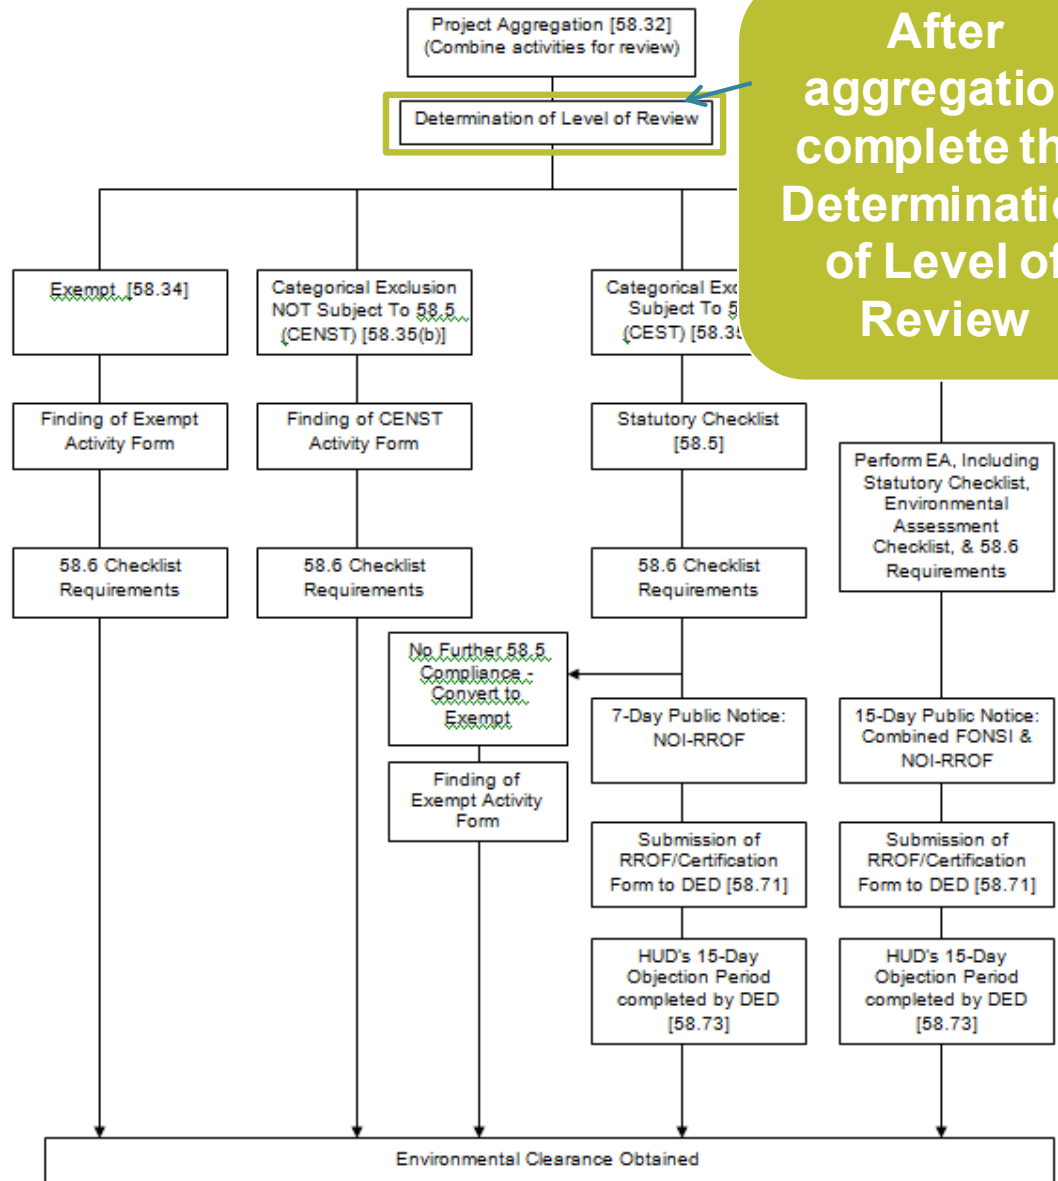 Project Aggregation [58.32]
(Combine activities for review)
After
aggregatio
complete th
Determinatio
of Level of
Review
Determination of Level of Review
Exempt [58.34]
Categorical Exclusion
NOT Subject To 58.5
(CENST) [58.35(b)]
Categorical Exc
Subject To 5
(CEST) [58.35
Finding of Exempt
Activity Form
Finding of CENST
Activity Form
Statutory Checklist
[58.5]
Perform EA, Including
Statutory Checklist,
Environmental
Assessment
Checklist, & 58.6
Requirements
58.6 Checklist
Requirements
58.6 Checklist
Requirements
58.6 Checklist
Requirements
No Further 58.5
Compliance -
Convert to
Exempt
7-Day Public Notice:
NOI-RROF
15-Day Public Notice:
Combined FONSI &
NOI-RROF
Finding of
Exempt Activity
Form
Submission of
RROF/Certification
Form to DED [58.71]
Submission of
RROF/Certification
Form to DED [58.71]
HUD's 15-Day
Objection Period
completed by DED
[58.73]
HUD's 15-Day
Objection Period
completed by DED
[58.73]
Environmental Clearance Obtained